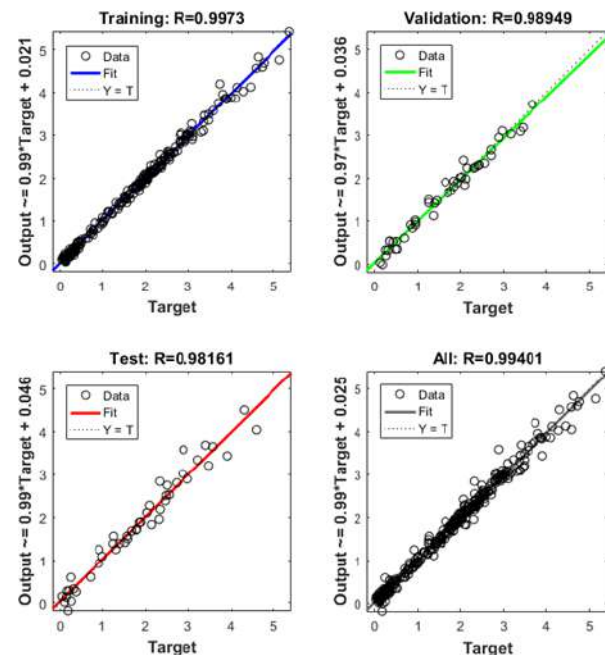 Training: R=0.9973
Output ~= 0.99*Target + 0.021
5
4
3
2
1
0
Data
Fit
Y = T
0 1 2 3 4 5
Target
Validation: R=0.98949
Output ~= 0.97*Target + 0.036
5
4
3
2
1
0
Data
Fit
Y = T
0 1 2 3 4 5
Target
Test: R=0.98161
Output ~= 0.99*Target + 0.046
5
4
3
2
1
0
Data
Fit
Y = T
0 1 2 3 4 5
Target
All: R=0.99401
Output ~= 0.99*Target + 0.025
5
4
3
2
1
0
Data
Fit
Y = T
0 1 2 3 4 5
Target